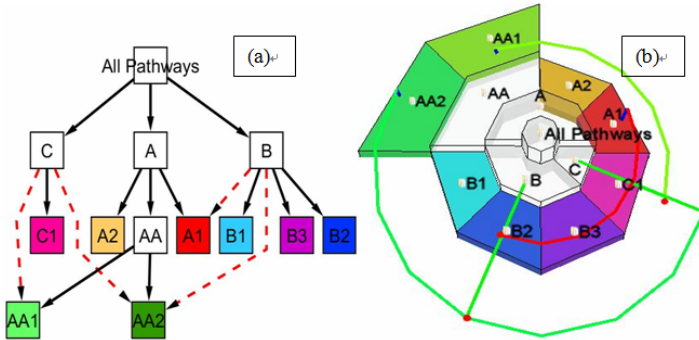 (a)
All Pathways
C
A
B
C1
A2
AA
A1
B1
B3
B2
AA1
AA2
(b)
AA1
AA2
AA
A2
A
A1
All Pathways
C
B1
B
C1
B2
B3